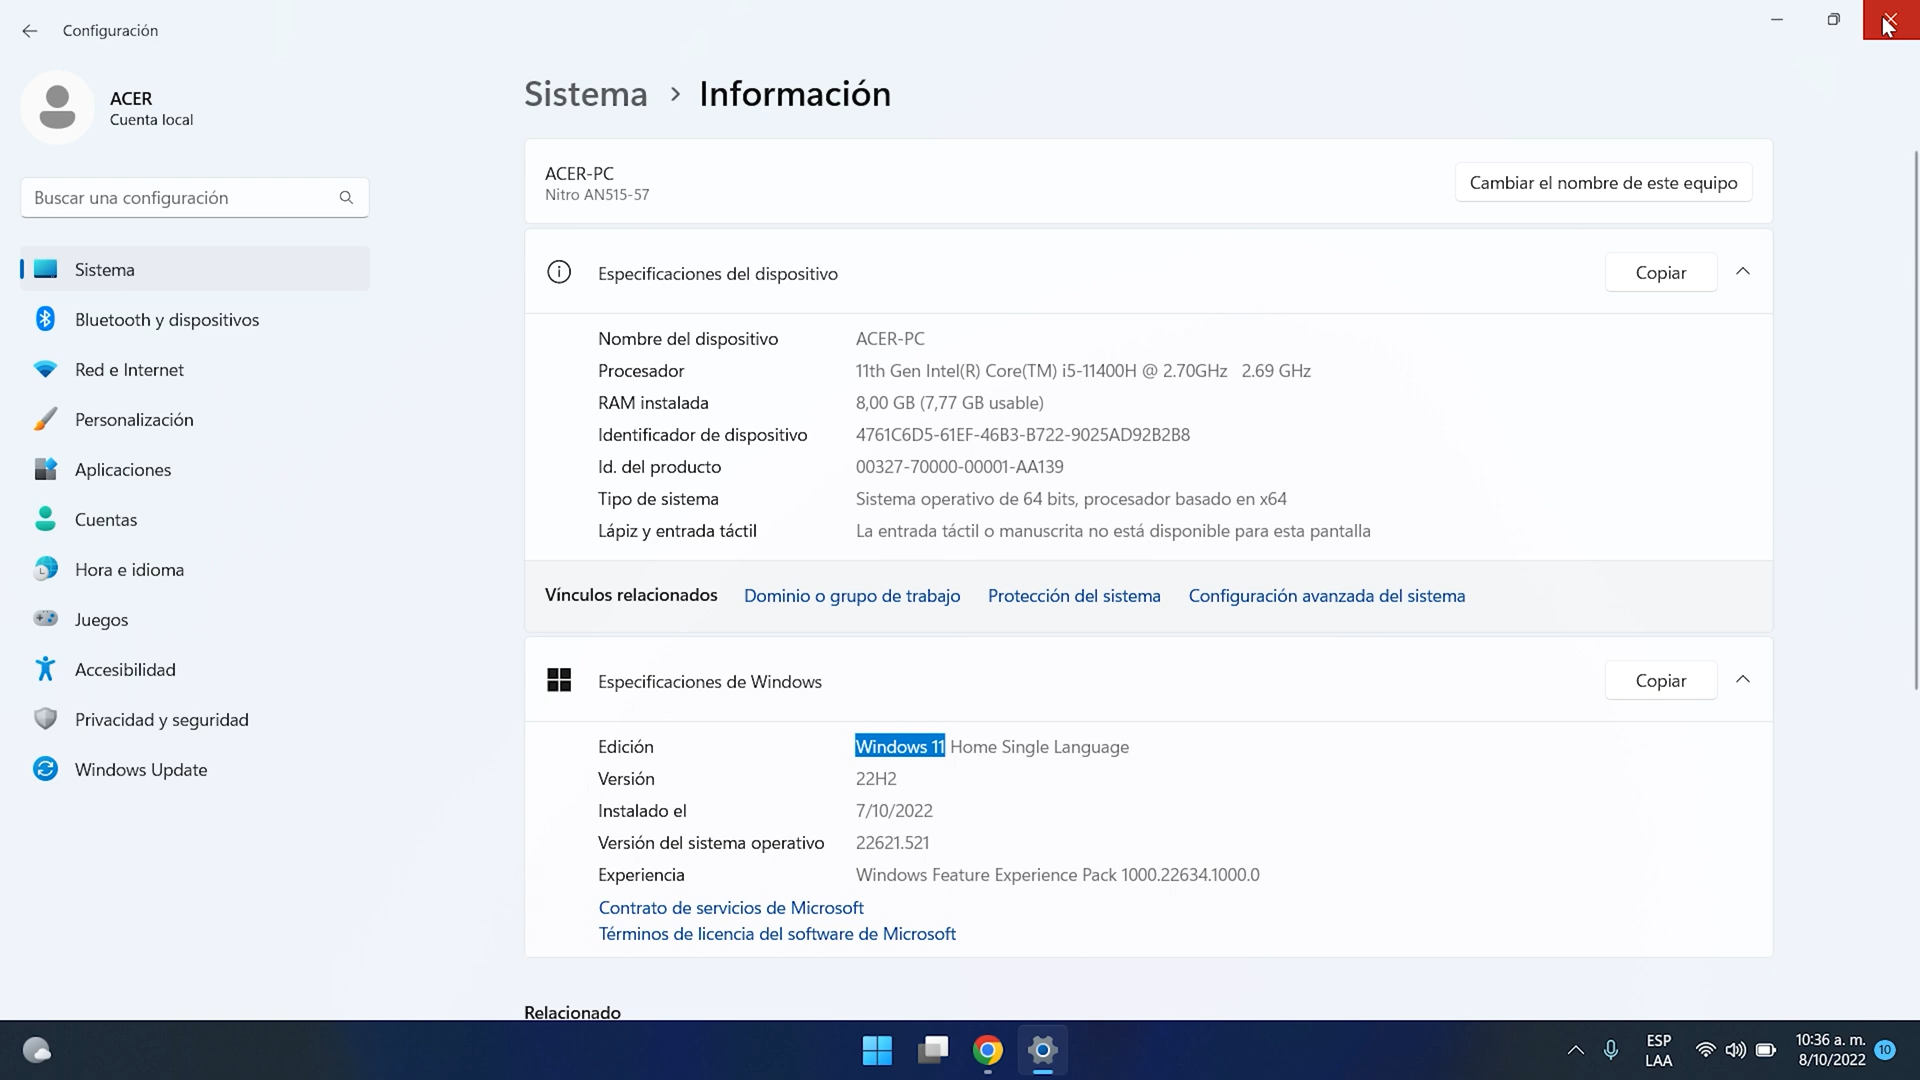 Configuración
ACER
Cuenta local
Buscar una configuración
Sistema
Bluetooth y dispositivos
Red e Internet
Personalización
Aplicaciones
Cuentas
Hora e idioma
Juegos
Accesibilidad
Privacidad y seguridad
Windows Update
Sistema > Información
ACER-PC
Nitro AN515-57
Cambiar el nombre de este equipo
Especificaciones del dispositivo
Copiar
Nombre del dispositivo ACER-PC
Procesador 11th Gen Intel(R) Core(TM) i5-11400H @ 2.70GHz 2.69 GHz
RAM instalada 8,00 GB (7,77 GB usable)
Identificador de dispositivo 4761C6D5-61EF-46B3-B722-9025AD92B2B8
Id. del producto 00327-70000-00001-AA139
Tipo de sistema Sistema operativo de 64 bits, procesador basado en x64
Lápiz y entrada táctil La entrada táctil o manuscrita no está disponible para esta pantalla
Vínculos relacionados Dominio o grupo de trabajo Protección del sistema Configuración avanzada del sistema
Especificaciones de Windows
Copiar
Edición Windows 11 Home Single Language
Versión 22H2
Instalado el 7/10/2022
Versión del sistema operativo 22621.521
Experiencia Windows Feature Experience Pack 1000.22634.1000.0
Contrato de servicios de Microsoft
Términos de licencia del software de Microsoft
Relacionado
ESP
LAA
10:36 a. m.
8/10/2022
10